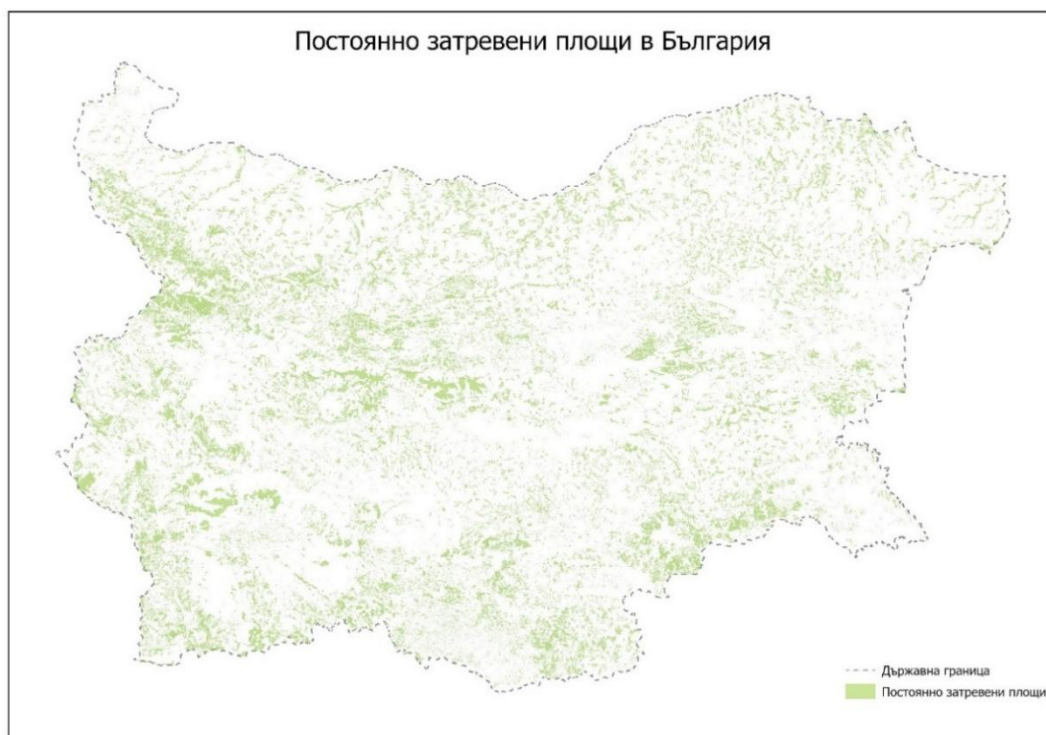 Постоянно затревени площи в България
Държавна граница
Постоянно затревени площи